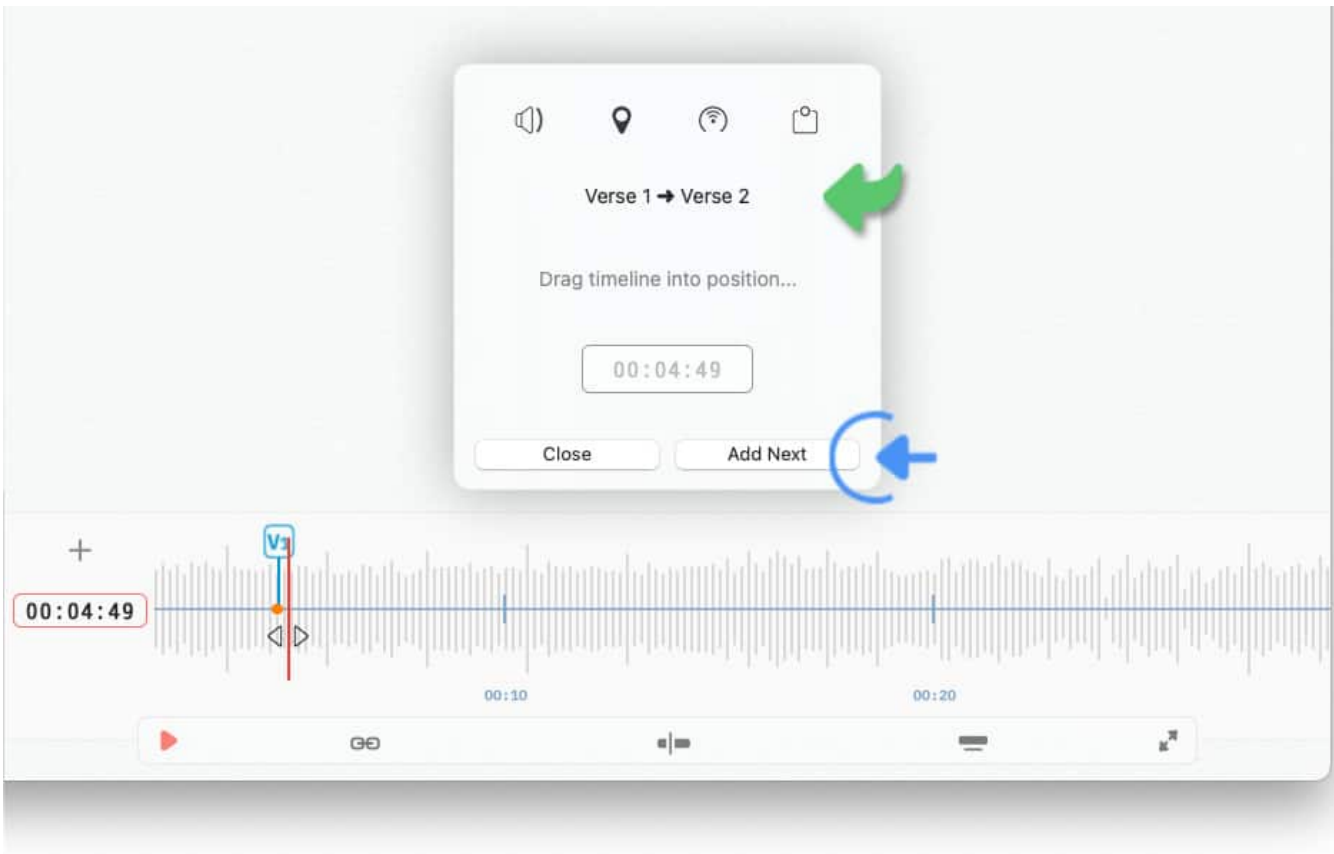 Verse 1 ➜ Verse 2
Drag timeline into position...
00:04:49
Close
Add Next
V1
00:04:49
00:10
00:20